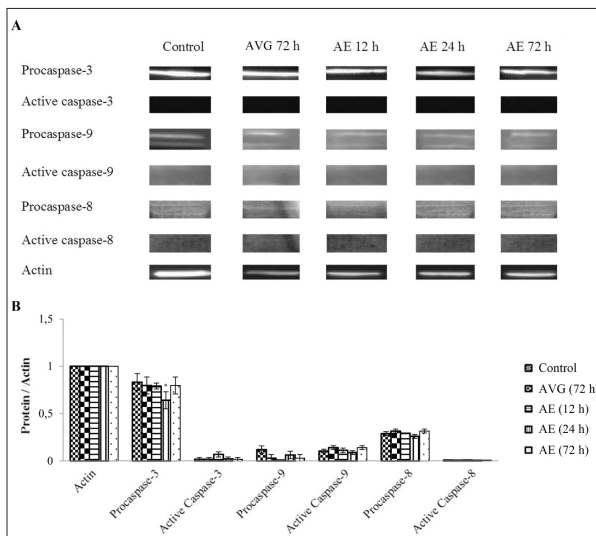 A
Control AVG 72 h AE 12 h AE 24 h AE 72 h
Procaspase-3
Active caspase-3
Procaspase-9
Active caspase-9
Procaspase-8
Active caspase-8
Actin
B
1,5
1
0,5
0
Protein / Actin
*
Actin
Procaspase-3
Active Caspase-3
Procaspase-9
Active Caspase-9
Procaspase-8
Active Caspase-8
Control
AVG (72 h
AE (12 h)
AE (24 h)
AE (72 h)